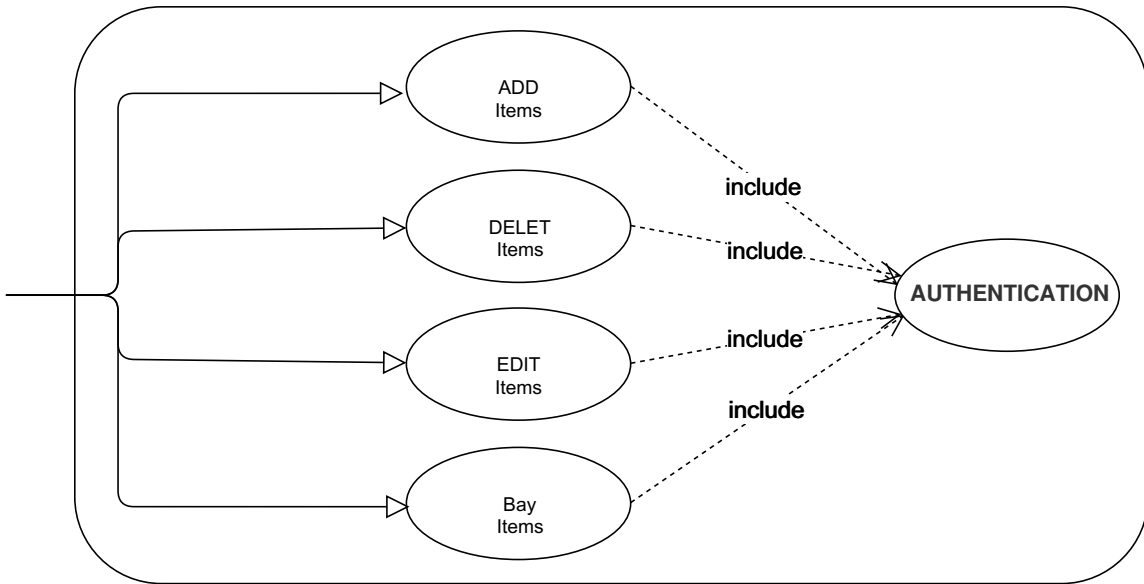 ADD
Items
include
DELET
Items
include
AUTHENTICATION
EDIT
Items
include
include
Bay
Items